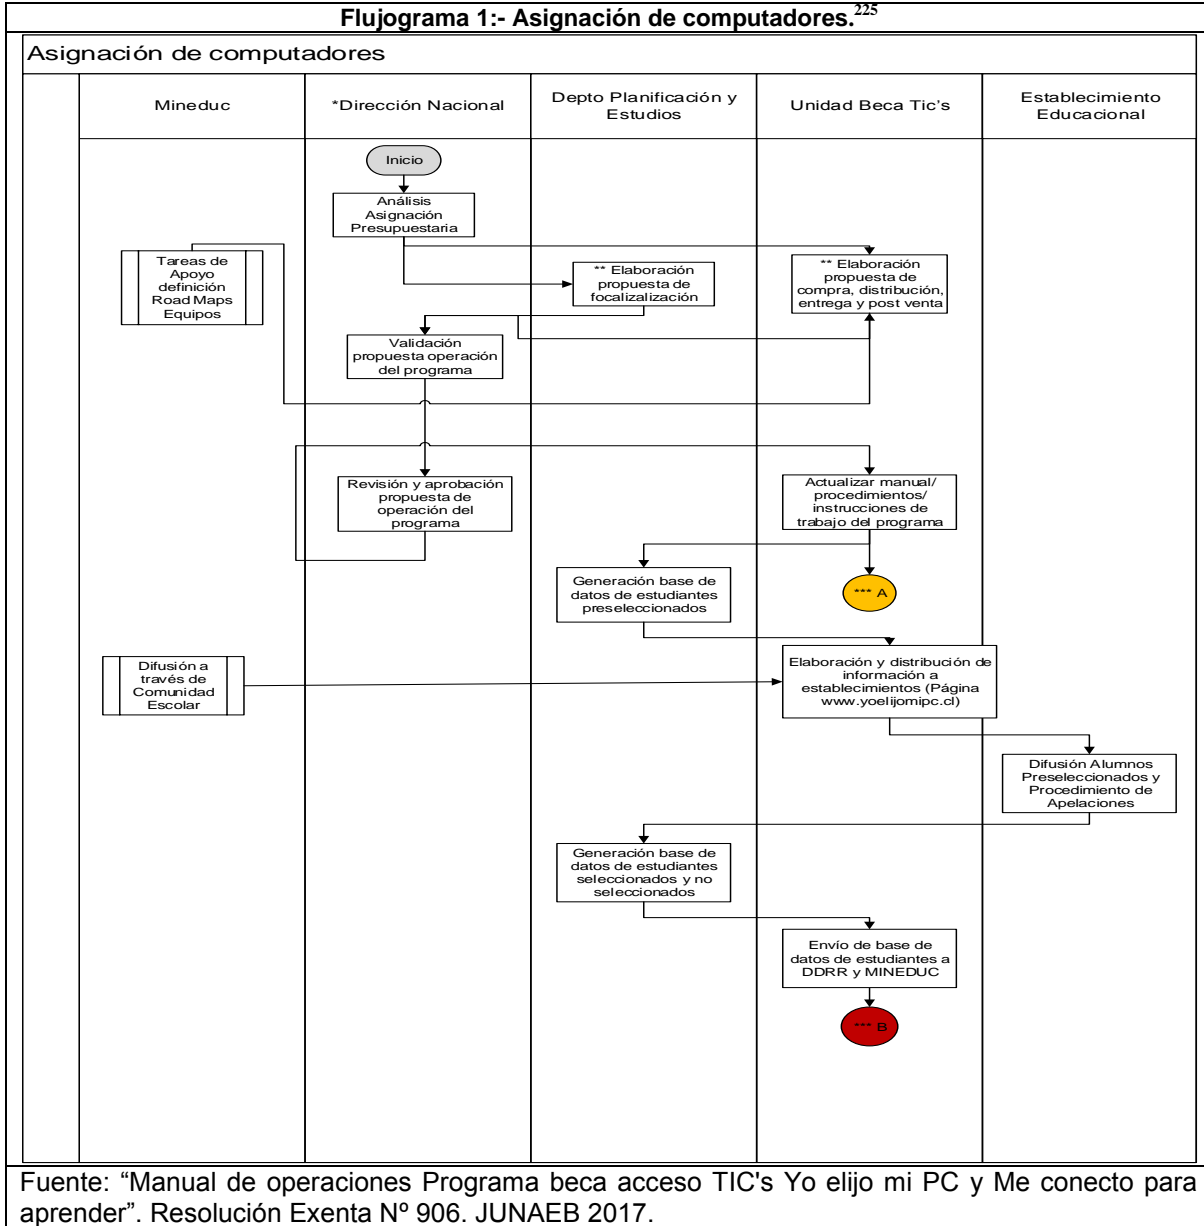 Flujograma 1:- Asignación de computadores.225
Asignación de computadores
Mineduc
*Dirección Nacional
Depto Planificación y
Estudios
Unidad Beca Tic's
Establecimiento
Educacional
Inicio
Análisis
Asignación
Presupuestaria
Tareas de
Apoyo
definición
Road Maps
Equipos
** Elaboración
propuesta de
focalizalización
** Elaboración
propuesta de
compra, distribución,
entrega y post venta
Validación
propuesta operación
del programa
Revisión y aprobación
propuesta de
operación del
programa
Actualizar manual/
procedimientos/
instrucciones de
trabajo del programa
Generación base de
datos de estudiantes
preseleccionados
*** A
Difusión a
través de
Comunidad
Escolar
Elaboración y distribución de
información a
establecimientos (Página
www.yoelijomipc.cl)
Difusión Alumnos
Preseleccionados y
Procedimiento de
Apelaciones
Generación base de
datos de estudiantes
seleccionados y no
seleccionados
Envío de base de
datos de estudiantes a
DDRR y MINEDUC
*** B
Fuente: “Manual de operaciones Programa beca acceso TIC's Yo elijo mi PC y Me conecto para
aprender”. Resolución Exenta Nº 906. JUNAEB 2017.